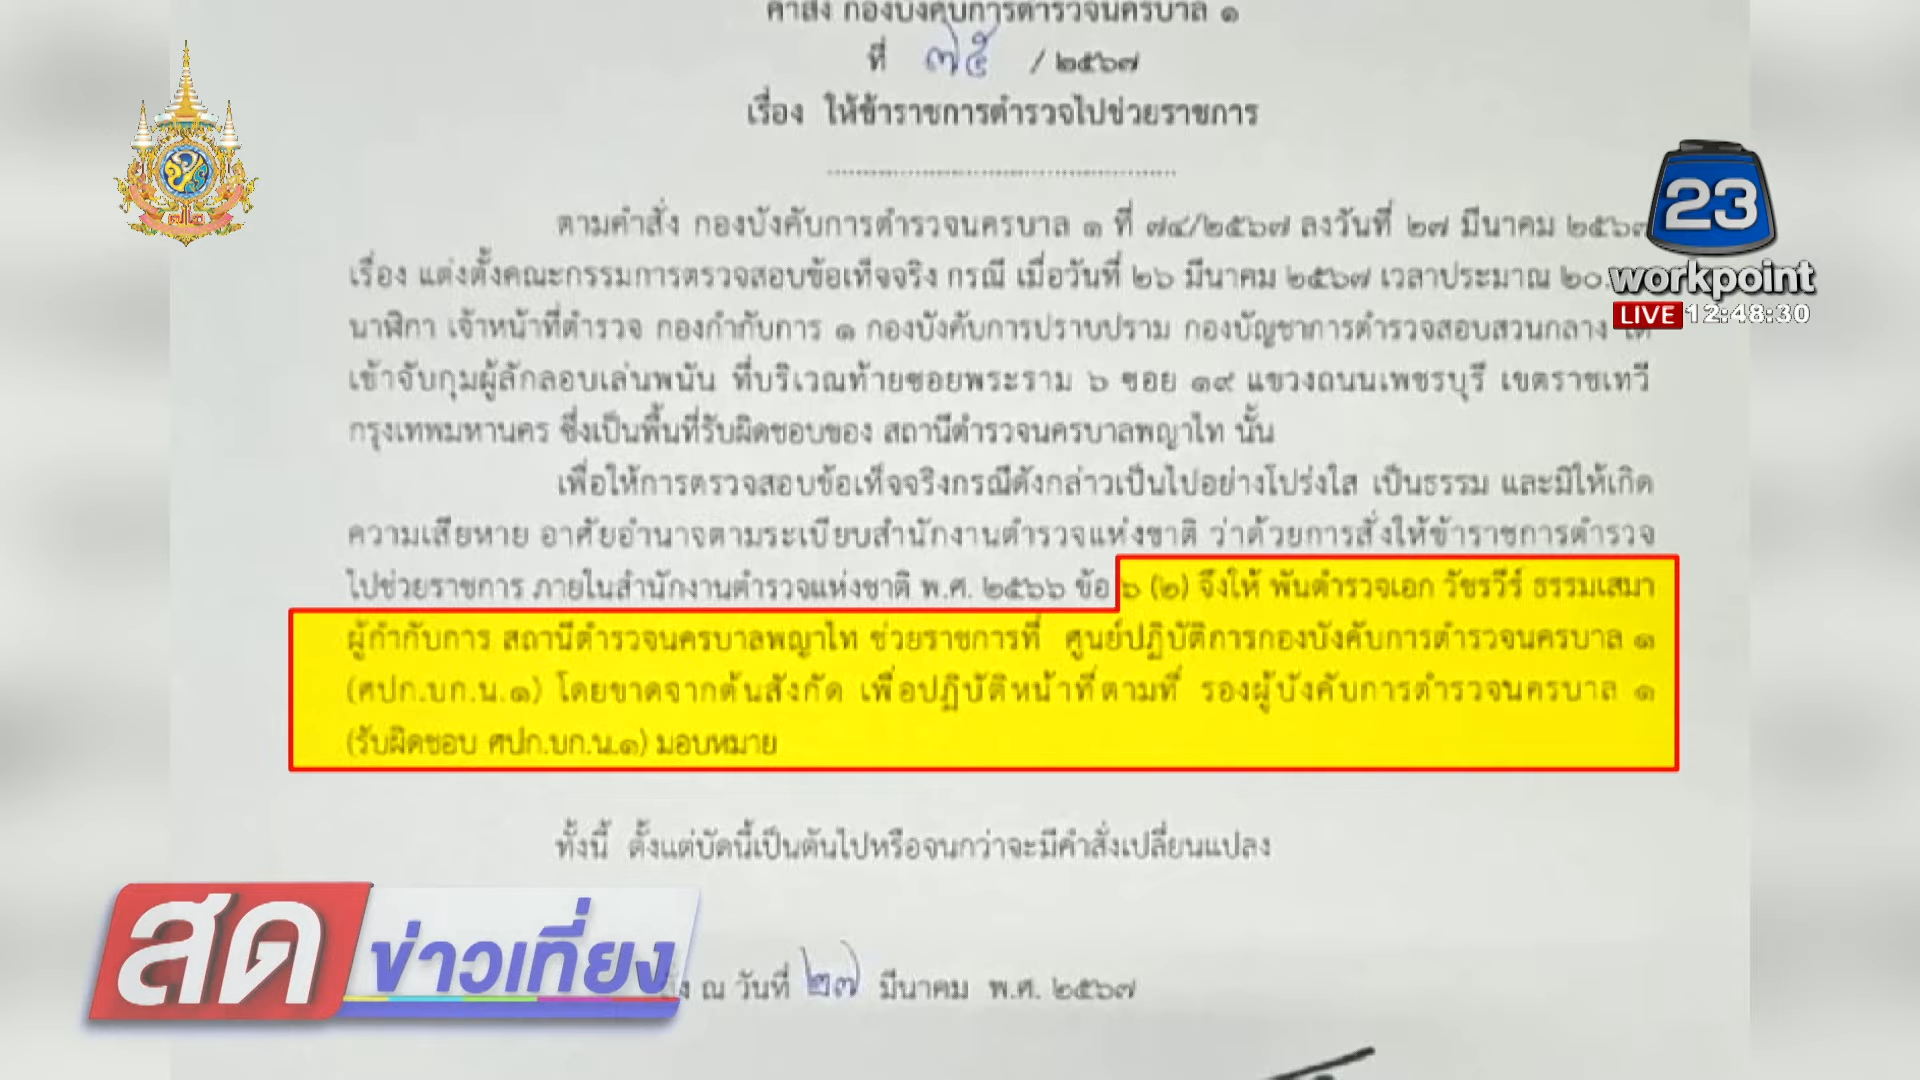 คำสั่ง กองบังคับการตำรวจนครบาล ๑
ที่ ๗๕ / ๒๕๖๗
เรื่อง ให้ข้าราชการตำรวจไปช่วยราชการ
ตามคำสั่ง กองบังคับการตำรวจนครบาล ๑ ที่ ๗๔/๒๕๖๗ ลงวันที่ ๒๗ มีนาคม ๒๕๖๗
เรื่อง แต่งตั้งคณะกรรมการตรวจสอบข้อเท็จจริง กรณี เมื่อวันที่ ๒๖ มีนาคม ๒๕๖๗ เวลาประมาณ ๒๐.
นาฬิกา เจ้าหน้าที่ตำรวจ กองกำกับการ ๑ กองบังคับการปราบปราม กองบัญชาการตำรวจสอบสวนกลาง ได้
เข้าจับกุมผู้ลักลอบเล่นพนัน ที่บริเวณท้ายซอยพระราม ๖ ซอย ๑๙ แขวงถนนเพชรบุรี เขตราชเทวี
กรุงเทพมหานคร ซึ่งเป็นพื้นที่รับผิดชอบของ สถานีตำรวจนครบาลพญาไท นั้น
เพื่อให้การตรวจสอบข้อเท็จจริงกรณีดังกล่าวเป็นไปอย่างโปร่งใส เป็นธรรม และมิให้เกิด
ความเสียหาย อาศัยอำนาจตามระเบียบสำนักงานตำรวจแห่งชาติ ว่าด้วยการสั่งให้ข้าราชการตำรวจ
ไปช่วยราชการ ภายในสำนักงานตำรวจแห่งชาติ พ.ศ. ๒๕๖๖ ข้อ ๖ (๒) จึงให้ พันตำรวจเอก วัชรวีร์ ธรรมเสมา
ผู้กำกับการ สถานีตำรวจนครบาลพญาไท ช่วยราชการที่ ศูนย์ปฏิบัติการกองบังคับการตำรวจนครบาล ๑
(ศปก.บก.น.๑) โดยขาดจากต้นสังกัด เพื่อปฏิบัติหน้าที่ตามที่ รองผู้บังคับการตำรวจนครบาล ๑
(รับผิดชอบ ศปก.บก.น.๑) มอบหมาย
ทั้งนี้ ตั้งแต่บัดนี้เป็นต้นไปหรือจนกว่าจะมีคำสั่งเปลี่ยนแปลง
สั่ง ณ วันที่ ๒๗ มีนาคม พ.ศ. ๒๕๖๗
๗๒
23
workpoint
LIVE 12:48:30
สด ข่าวเที่ยง